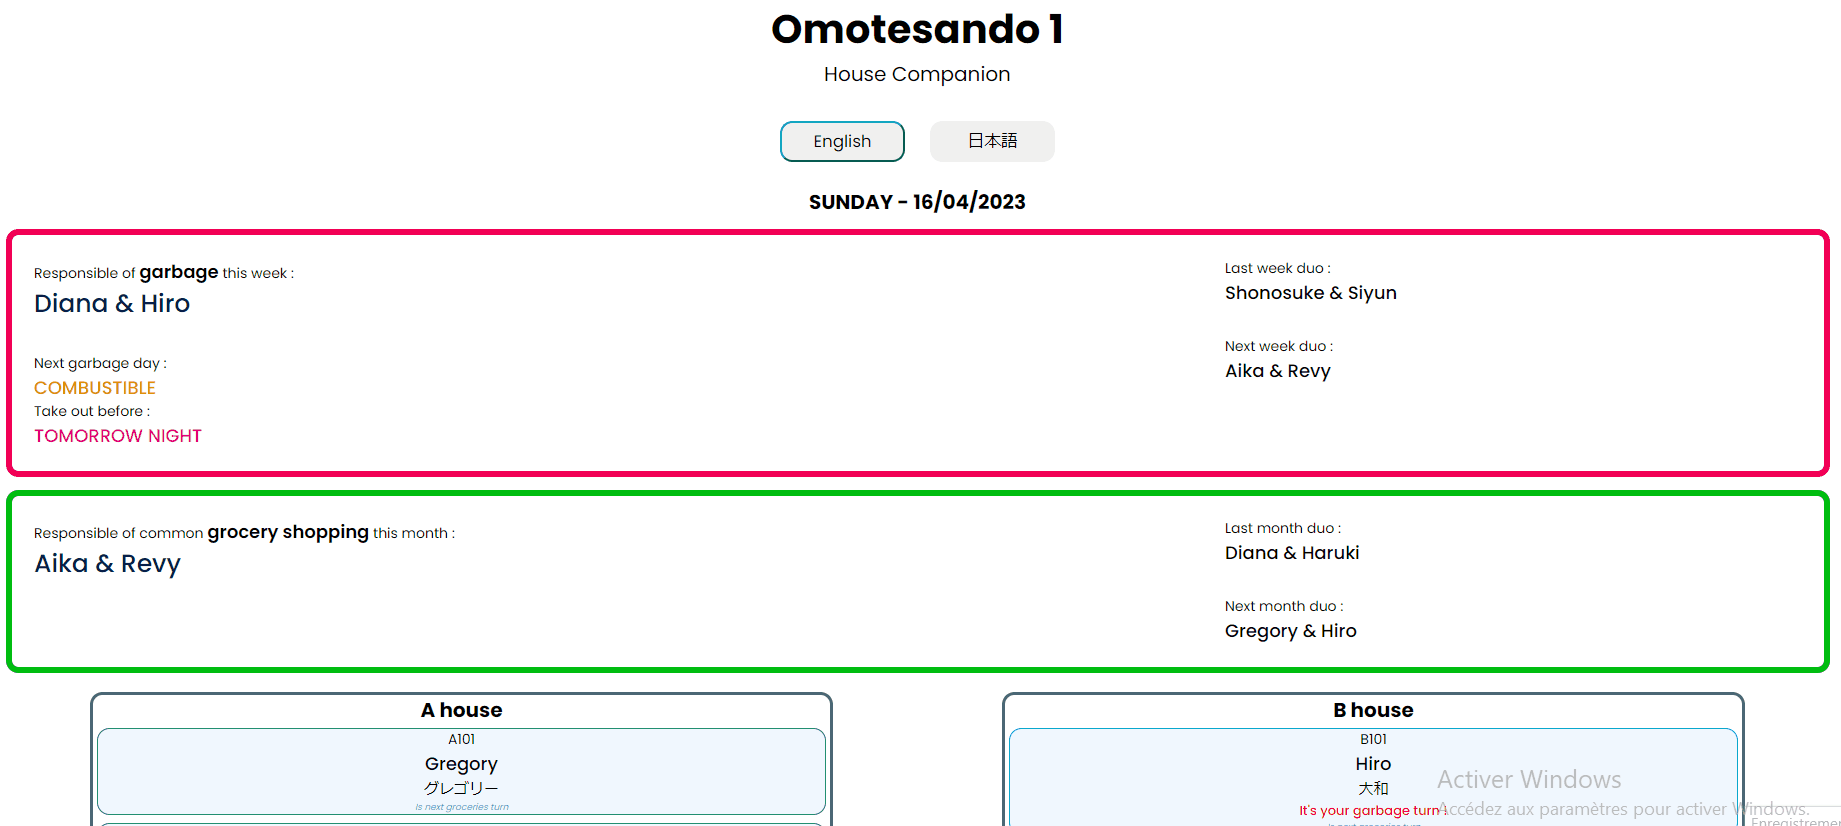 Omotesando 1
House Companion
English
日本語
SUNDAY - 16/04/2023
Responsible of garbage this week :
Diana & Hiro
Next garbage day :
COMBUSTIBLE
Take out before :
TOMORROW NIGHT
Last week duo :
Shonosuke & Siyun
Next week duo :
Aika & Revy
Responsible of common grocery shopping this month :
Aika & Revy
Last month duo :
Diana & Haruki
Next month duo :
Gregory & Hiro
A house
A101
Gregory
グレゴリー
Is next groceries turn
B house
B101
Hiro
大和
It's your garbage turn !
Activer Windows
Accédez aux paramètres pour activer Windows.